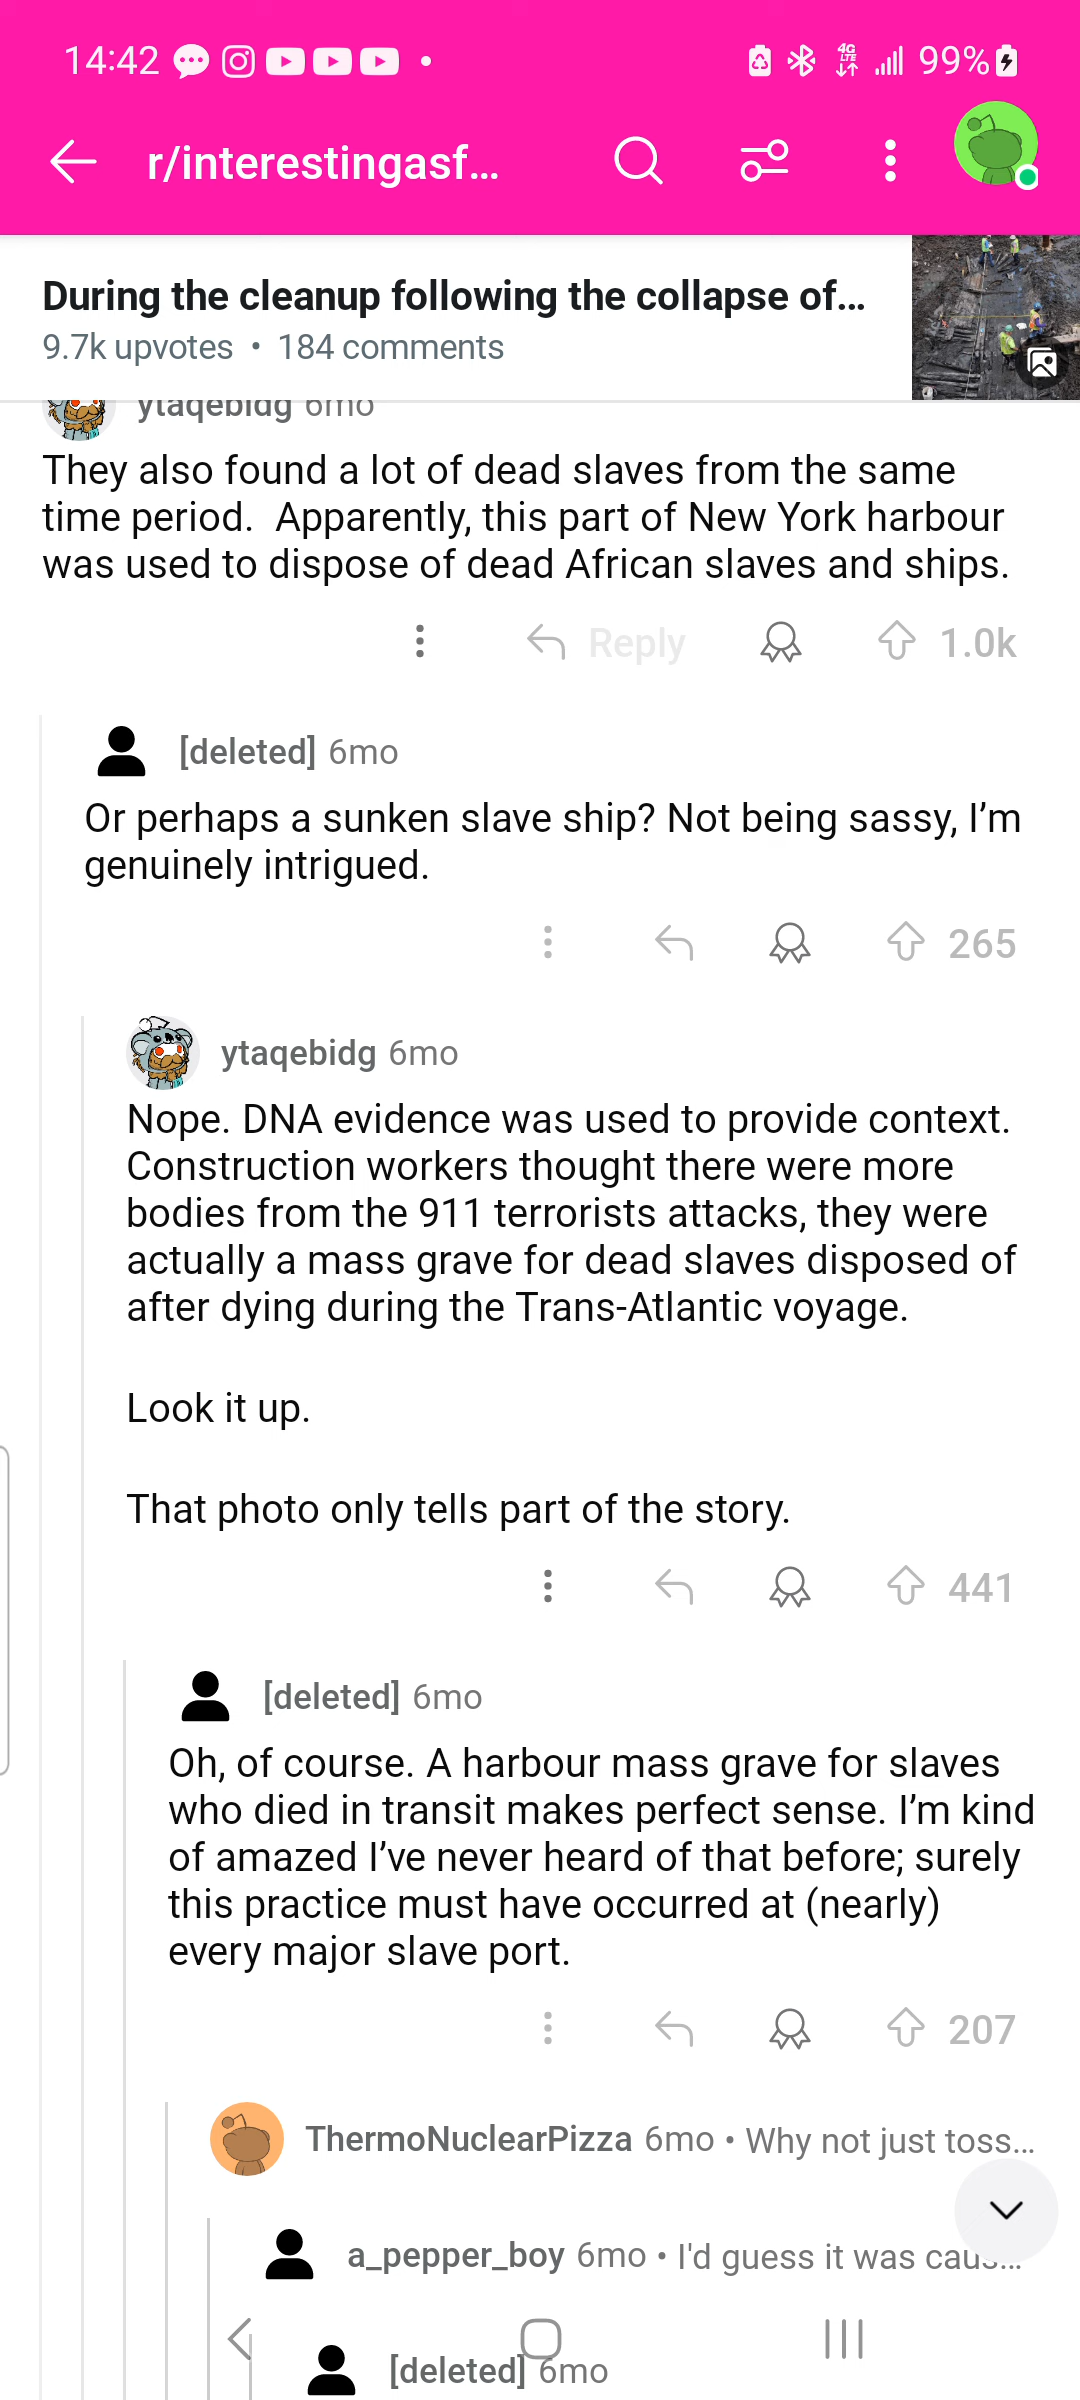 14:42
4G
LTE
99%
r/interestingasf...
During the cleanup following the collapse of...
9.7k upvotes • 184 comments
ytaqebidg 6mo
They also found a lot of dead slaves from the same
time period.  Apparently, this part of New York harbour
was used to dispose of dead African slaves and ships.
Reply 1.0k
[deleted] 6mo
Or perhaps a sunken slave ship? Not being sassy, I’m
genuinely intrigued.
265
ytaqebidg 6mo
Nope. DNA evidence was used to provide context.
Construction workers thought there were more
bodies from the 911 terrorists attacks, they were
actually a mass grave for dead slaves disposed of
after dying during the Trans-Atlantic voyage.
Look it up.
That photo only tells part of the story.
441
[deleted] 6mo
Oh, of course. A harbour mass grave for slaves
who died in transit makes perfect sense. I’m kind
of amazed I’ve never heard of that before; surely
this practice must have occurred at (nearly)
every major slave port.
207
ThermoNuclearPizza 6mo • Why not just toss...
a_pepper_boy 6mo • I'd guess it was caus...
[deleted] 6mo